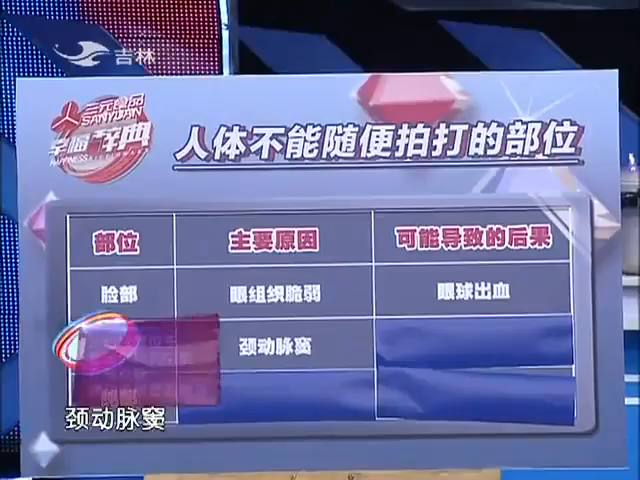 吉林
三元食品
SANYUAN
幸福辞典
HAPPINESS
人体不能随便拍打的部位
部位 主要原因 可能导致的后果
脸部 眼组织脆弱 眼球出血
颈动脉窦
颈动脉窦